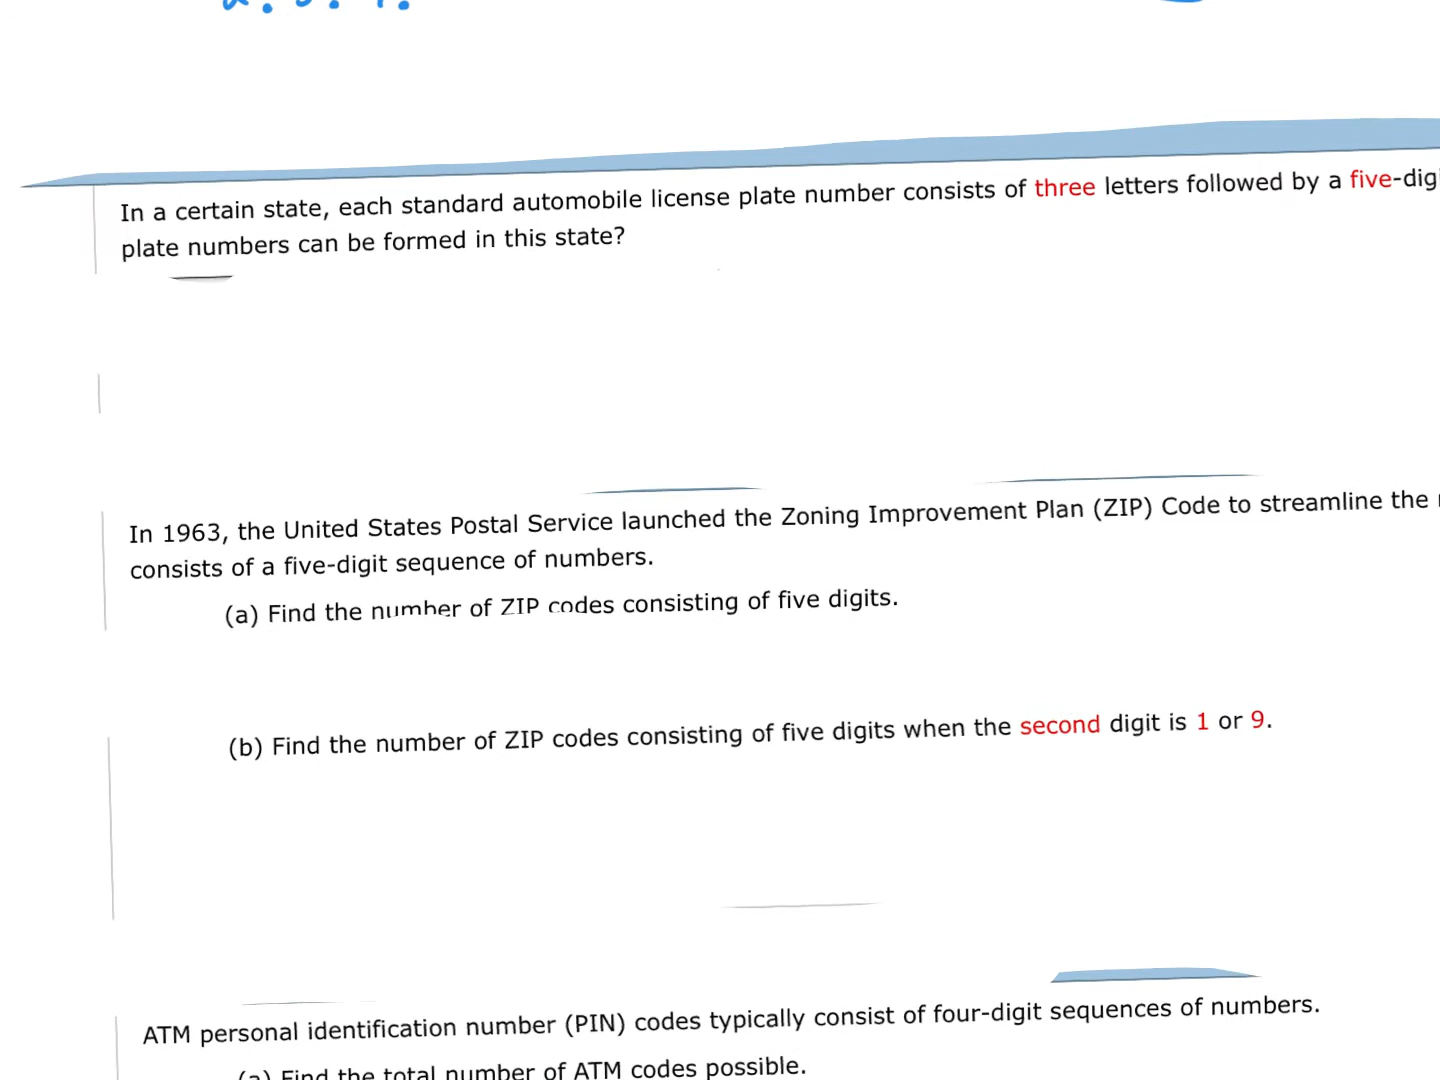 In a certain state, each standard automobile license plate number consists of three letters followed by a five-dig
plate numbers can be formed in this state?
In 1963, the United States Postal Service launched the Zoning Improvement Plan (ZIP) Code to streamline the
consists of a five-digit sequence of numbers.
(a) Find the number of ZIP codes consisting of five digits.
(b) Find the number of ZIP codes consisting of five digits when the second digit is 1 or 9.
ATM personal identification number (PIN) codes typically consist of four-digit sequences of numbers.
(a) Find the total number of ATM codes possible.